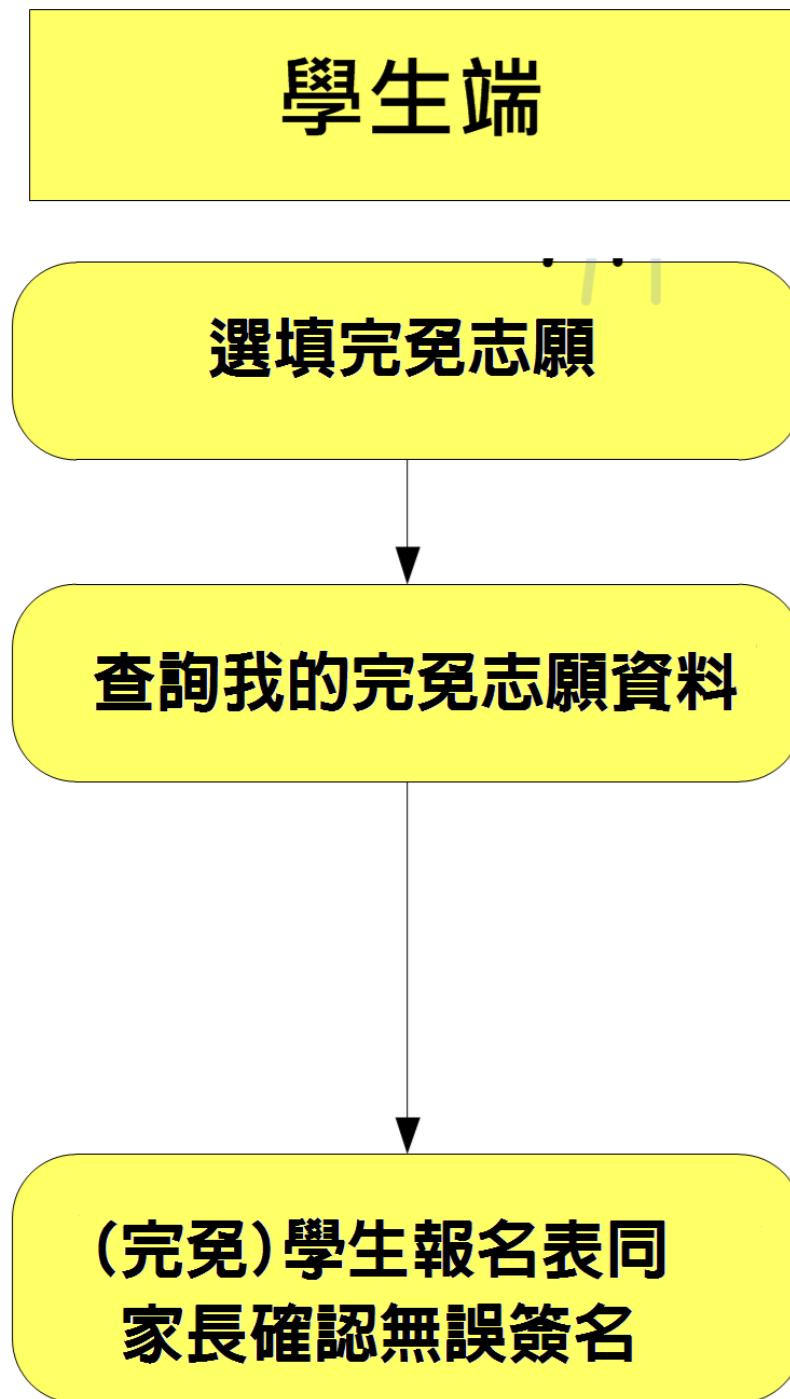 學生端
選填完免志願
查詢我的完免志願資料
(完免)學生報名表同
家長確認無誤簽名